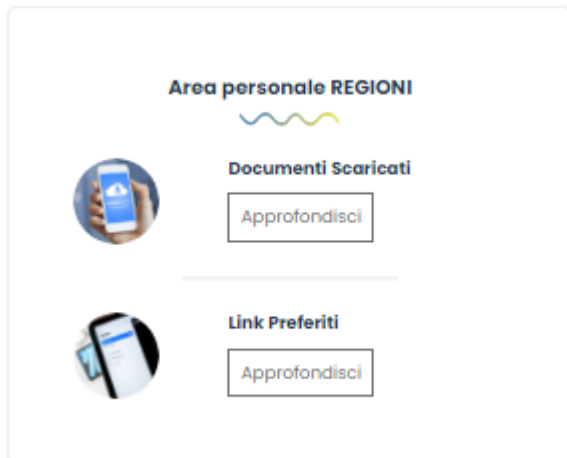 Area personale REGIONI
Documenti Scaricati
Approfondisci
Link Preferiti
Approfondisci